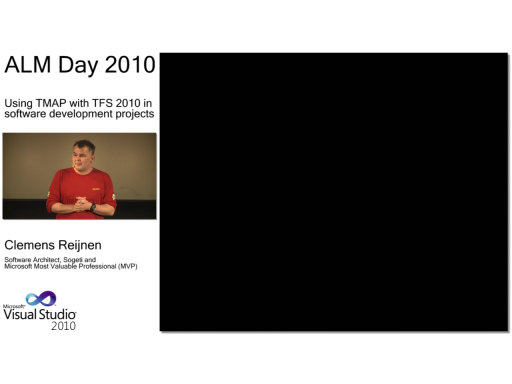 ALM Day 2010
Using TMAP with TFS 2010 in
software development projects
Clemens Reijnen
Software Architect, Sogeti and
Microsoft Most Valuable Professional (MVP)
Microsoft®
Visual Studio
2010